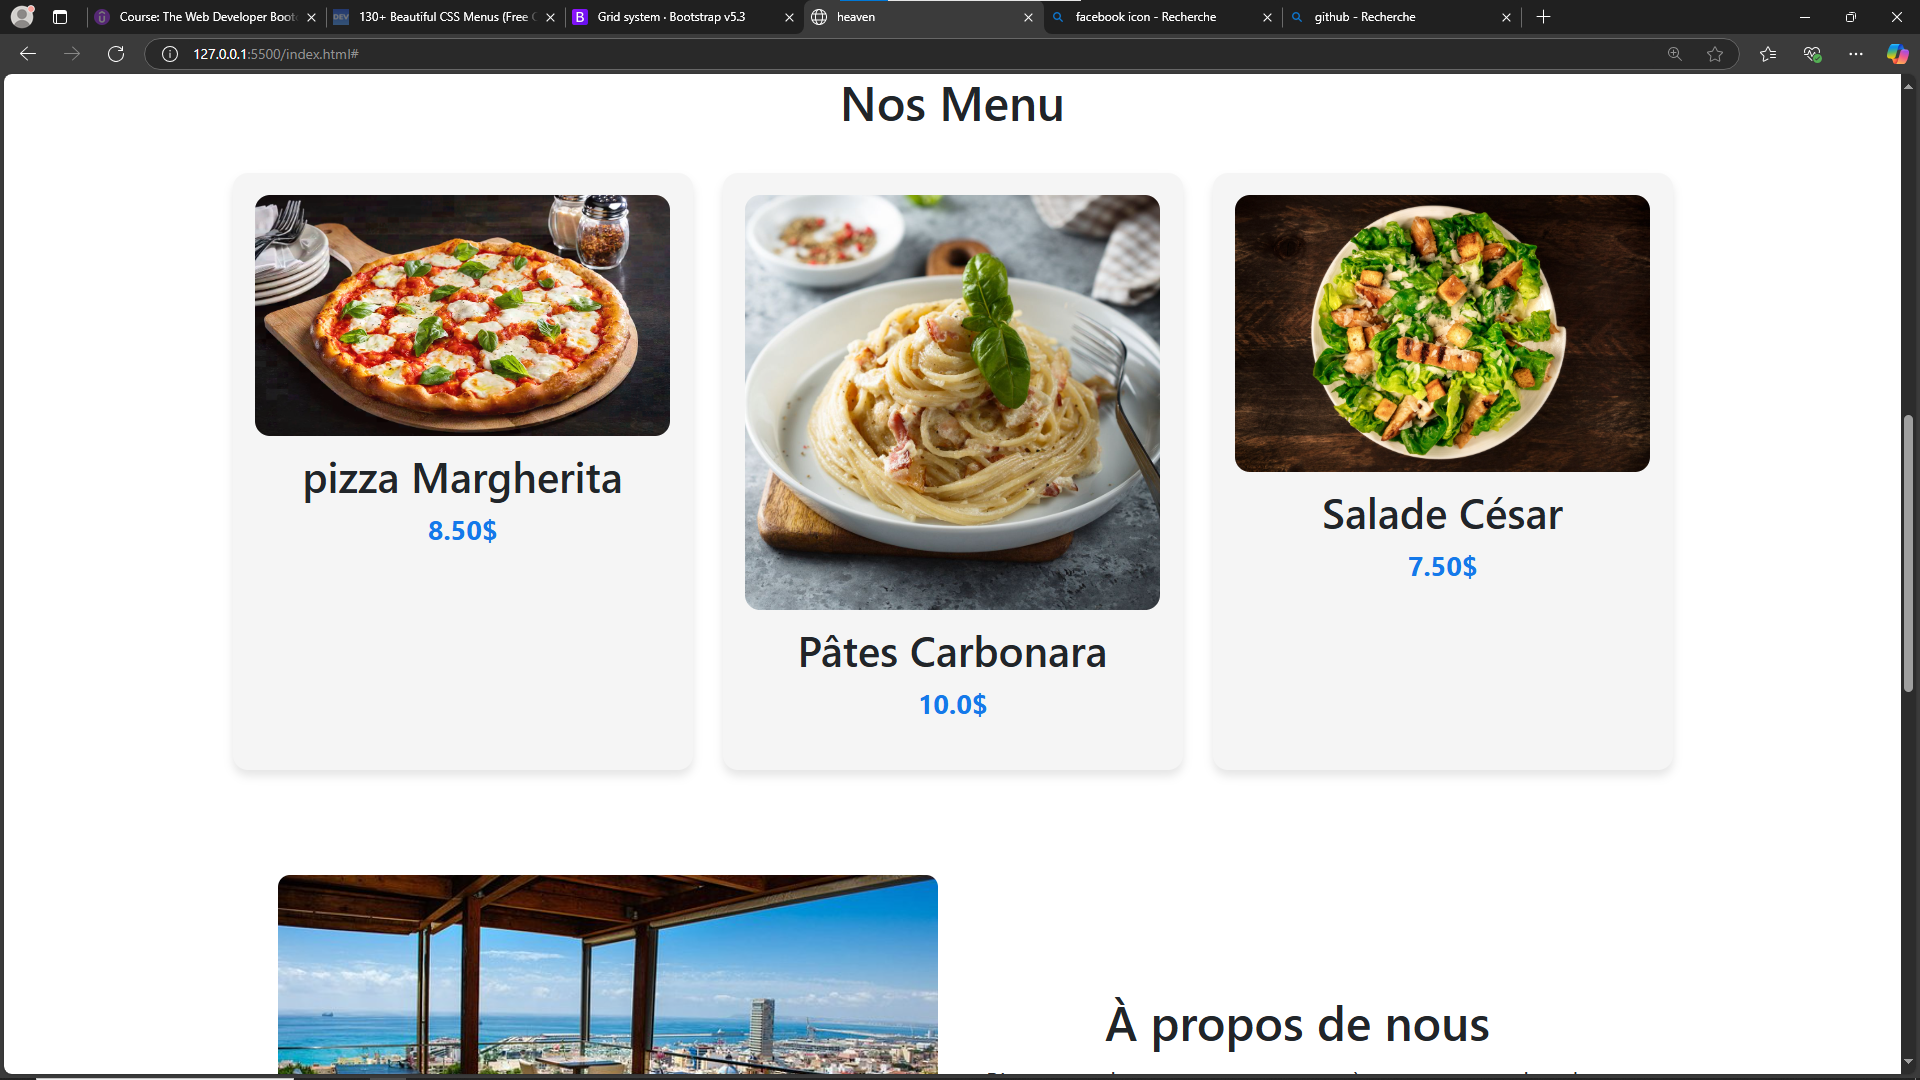 Course: The Web Developer Boot
130+ Beautiful CSS Menus (Free
Grid system · Bootstrap v5.3
heaven
facebook icon - Recherche
github - Recherche
127.0.0.1:5500/index.html#
Nos Menu
pizza Margherita
8.50$
Pâtes Carbonara
10.0$
Salade César
7.50$
À propos de nous